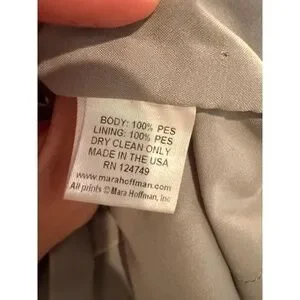 BODY: 100% PES
LINING: 100% PES
DRY CLEAN ONLY
MADE IN THE USA
RN 124749
www.marahoffman.com
All prints © Mara Hoffman, Inc